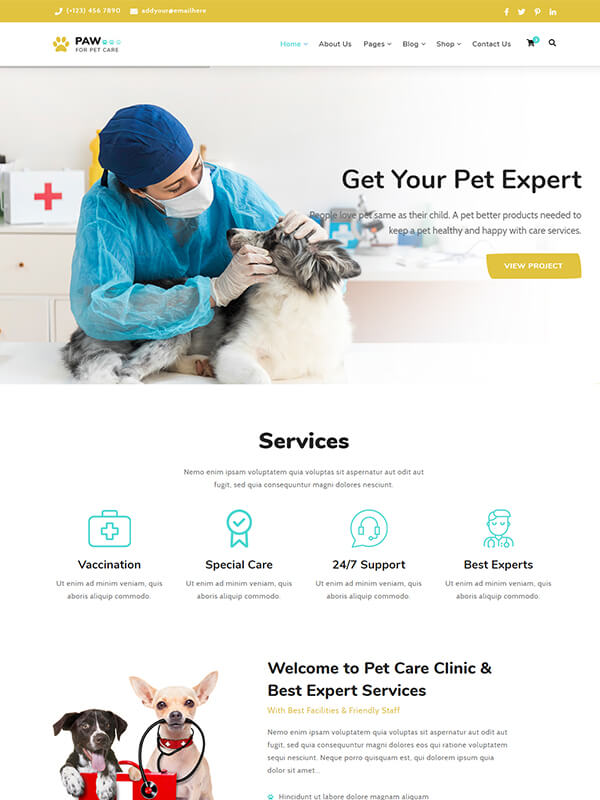 (+123) 456 7890 addyour@emailhere
PAW
FOR PET CARE
Home About Us Pages Blog Shop Contact Us
Get Your Pet Expert
People love pet same as their child. A pet better products needed to
keep a pet healthy and happy with care services.
VIEW PROJECT
Services
Nemo enim ipsam voluptatem quia voluptas sit aspernatur aut odit aut
fugit, sed quia consequuntur magni dolores nesciunt.
Vaccination
Ut enim ad minim veniam, quis
aboris aliquip commodo.
Special Care
Ut enim ad minim veniam, quis
aboris aliquip commodo.
24/7 Support
Ut enim ad minim veniam, quis
aboris aliquip commodo.
Best Experts
Ut enim ad minim veniam, quis
aboris aliquip commodo.
Welcome to Pet Care Clinic &
Best Expert Services
With Best Facilities & Friendly Staff
Nemo enim ipsam voluptatem quia voluptas sit aspernatur aut odit aut
fugit, sed quia consequuntur magni dolores eos qui ratione voluptatem
sequi nesciunt. Neque porro quisquam est, qui dolorem ipsum quia
dolor sit amet...
Hincidunt ut labore dolore magnam aliquam